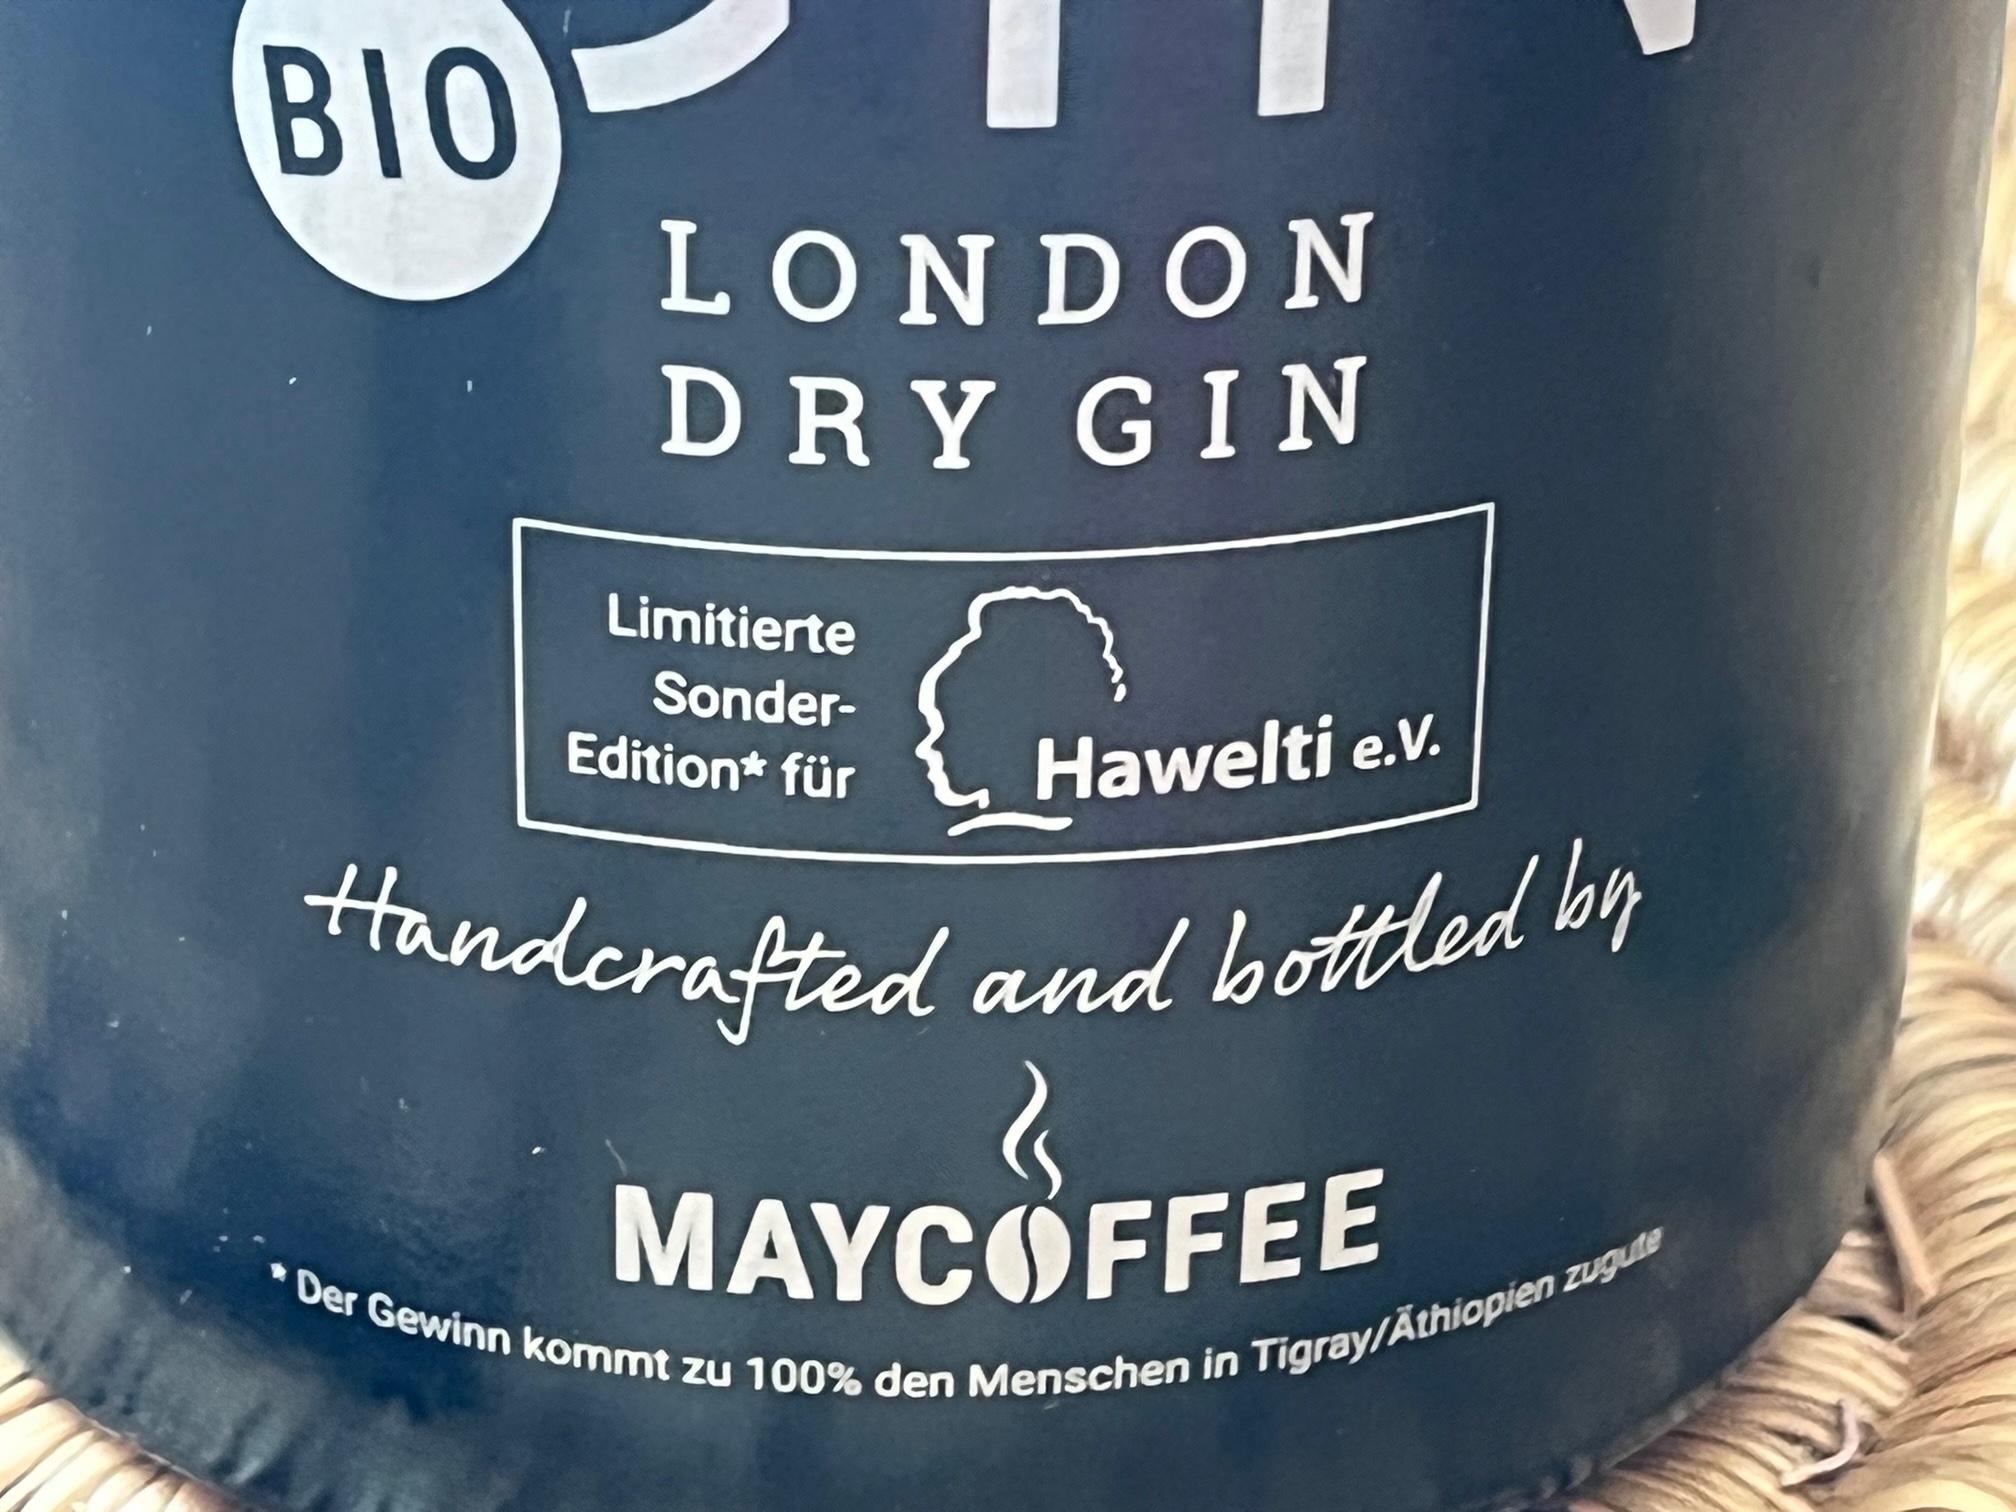 BIO
LONDON
DRY GIN
Limitierte
Sonder-
Edition* für
Hawelti e.V.
Handcrafted and bottled by
MAYCOFFEE
* Der Gewinn kommt zu 100% den Menschen in Tigray/Äthiopien zugute